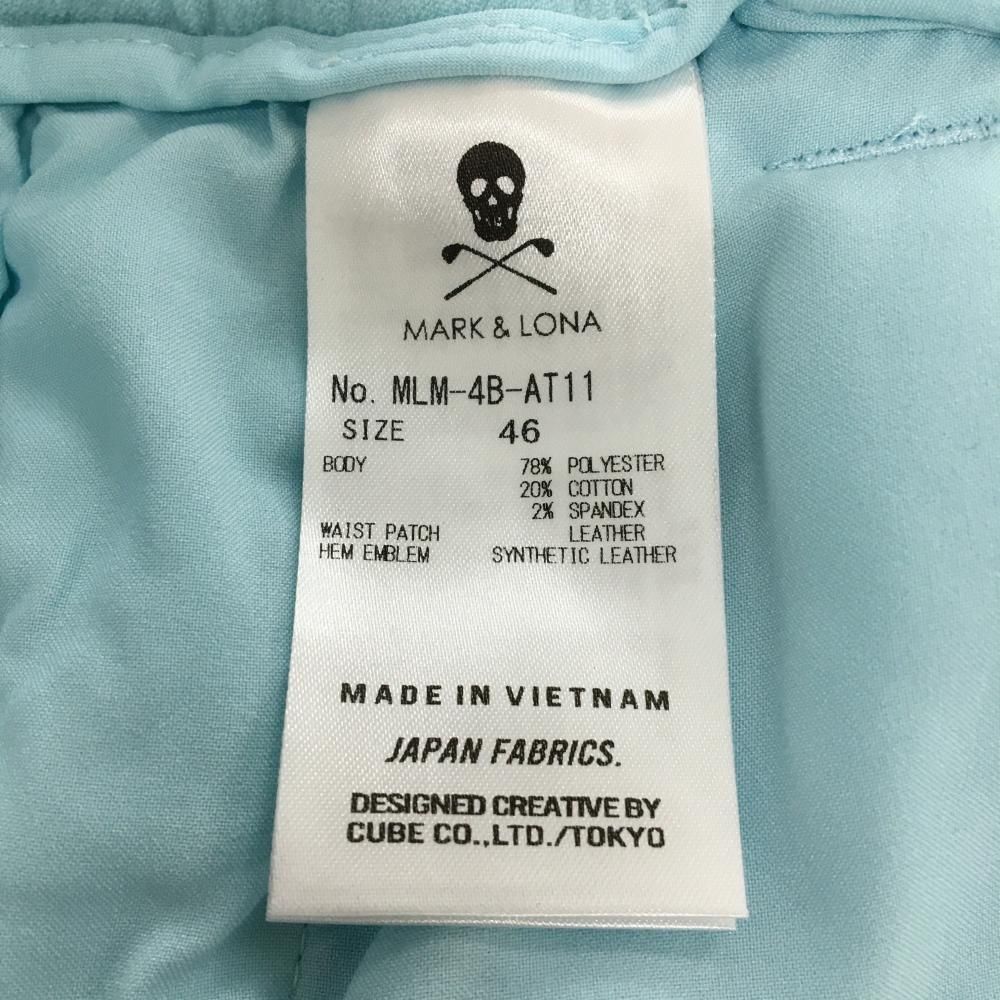 MARK & LONA
No. MLM-4B-AT11
SIZE 46
BODY 78% POLYESTER
20% COTTON
2% SPANDEX
WAIST PATCH LEATHER
HEM EMBLEM SYNTHETIC LEATHER
MADE IN VIETNAM
JAPAN FABRICS.
DESIGNED CREATIVE BY
CUBE CO.,LTD./TOKYO